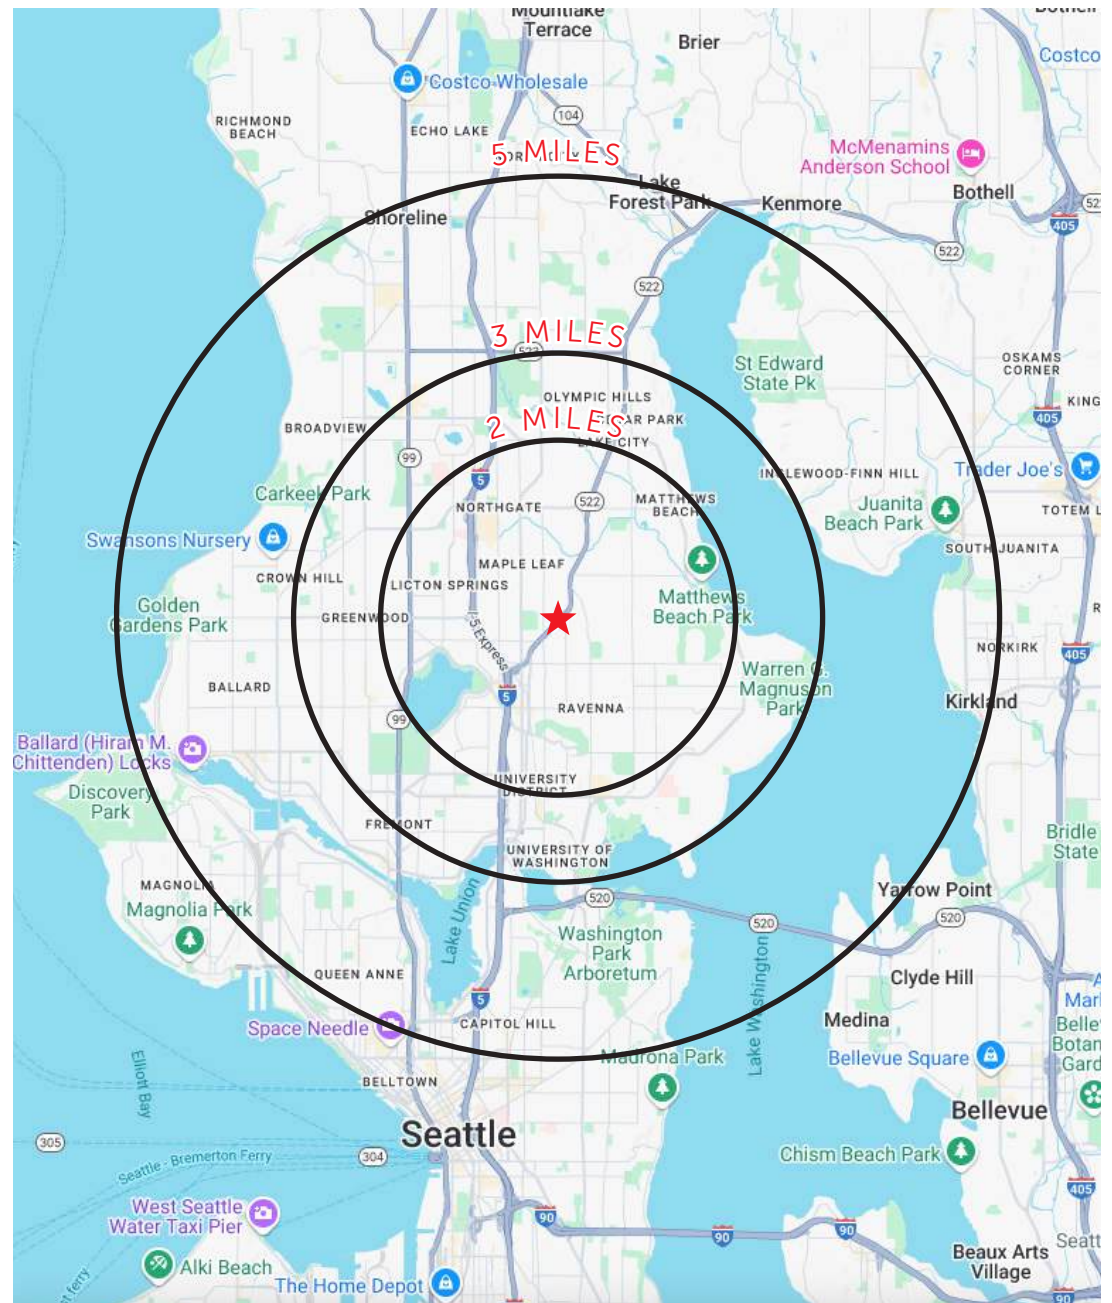 Mountlake
Terrace
Brier
Costco
Costco Wholesale
RICHMOND
BEACH
ECHO LAKE
104
5 MILES
McMenamins
Anderson School
Bothell
Lake
Forest Park
Kenmore
Shoreline
405
522
522
3 MILES
522
St Edward
State Pk
OSKAMS
CORNER
KING
405
OLYMPIC HILLS
2 MILES
LAKE CITY
BROADVIEW
99
5
INGLEWOOD-FINN HILL
Trader Joe's
Carkeek Park
NORTHGATE
522
MATTHEWS
BEACH
Juanita
Beach Park
TOTEM L
Swansons Nursery
SOUTH JUANITA
MAPLE LEAF
CROWN HILL
LICTON SPRINGS
Golden
Gardens Park
GREENWOOD
Matthews
Beach Park
I-5 Express
NORKIRK
405
BALLARD
Warren G.
Magnuson
Park
5
Kirkland
99
RAVENNA
Ballard (Hiram M.
Chittenden) Locks
Discovery
Park
UNIVERSITY
DISTRICT
FREMONT
Bridle
State
UNIVERSITY OF
WASHINGTON
MAGNOLIA
Magnolia Park
Lake Union
520
Yarrow Point
520
520
Washington
Park
Arboretum
Lake Washington
QUEEN ANNE
Clyde Hill
5
Space Needle
CAPITOL HILL
Medina
Madrona Park
Bellevue Square
Elliott Bay
BELLTOWN
Bellevue
Seattle
305
304
Seattle - Bremerton Ferry
Chism Beach Park
405
West Seattle
Water Taxi Pier
90
90
90
Alki Beach
The Home Depot
Beaux Arts
Village
Seatt
90